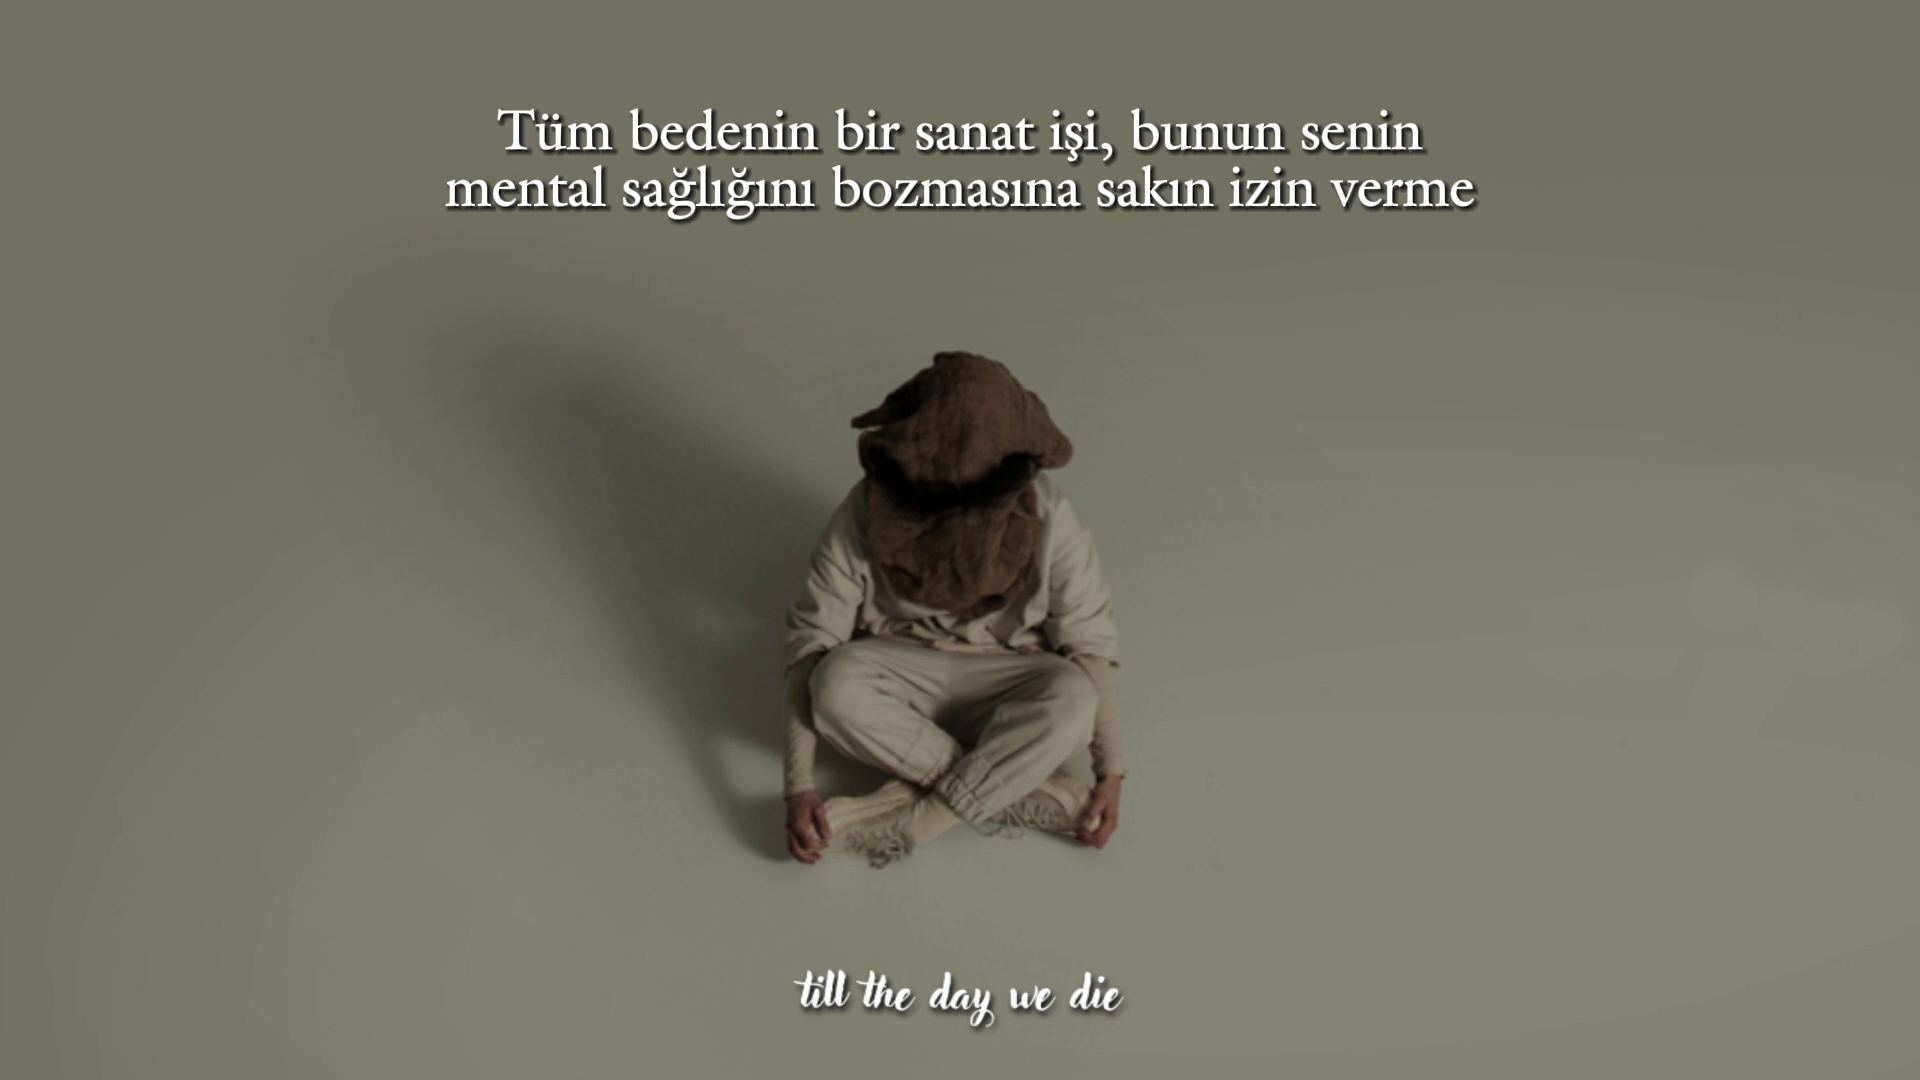 Tüm bedenin bir sanat işi, bunun senin
mental sağlığını bozmasına sakın izin verme
till the day we die